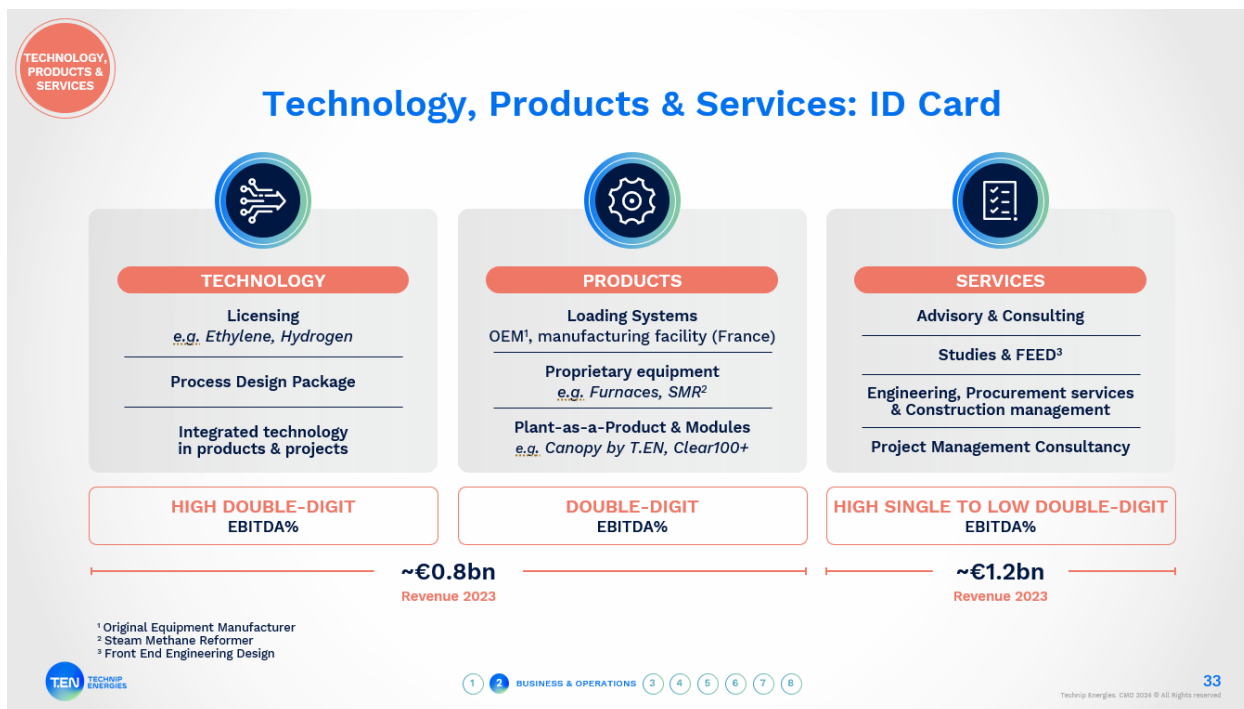 TECHNOLOGY,
PRODUCTS &
SERVICES
Technology, Products & Services: ID Card
TECHNOLOGY
Licensing
e.g. Ethylene, Hydrogen
Process Design Package
Integrated technology
in products & projects
HIGH DOUBLE-DIGIT
EBITDA%
PRODUCTS
Loading Systems
OEM¹, manufacturing facility (France)
Proprietary equipment
e.g. Furnaces, SMR²
Plant-as-a-Product & Modules
e.g. Canopy by T.EN, Clear100+
DOUBLE-DIGIT
EBITDA%
SERVICES
Advisory & Consulting
Studies & FEED³
Engineering, Procurement services
& Construction management
Project Management Consultancy
HIGH SINGLE TO LOW DOUBLE-DIGIT
EBITDA%
~€0.8bn
Revenue 2023
~€1.2bn
Revenue 2023
¹ Original Equipment Manufacturer
² Steam Methane Reformer
³ Front End Engineering Design
T.EN TECHNIP
ENERGIES
1 2 BUSINESS & OPERATIONS 3 4 5 6 7 8
33
Technip Energies. CMD 2024 © All Rights reserved